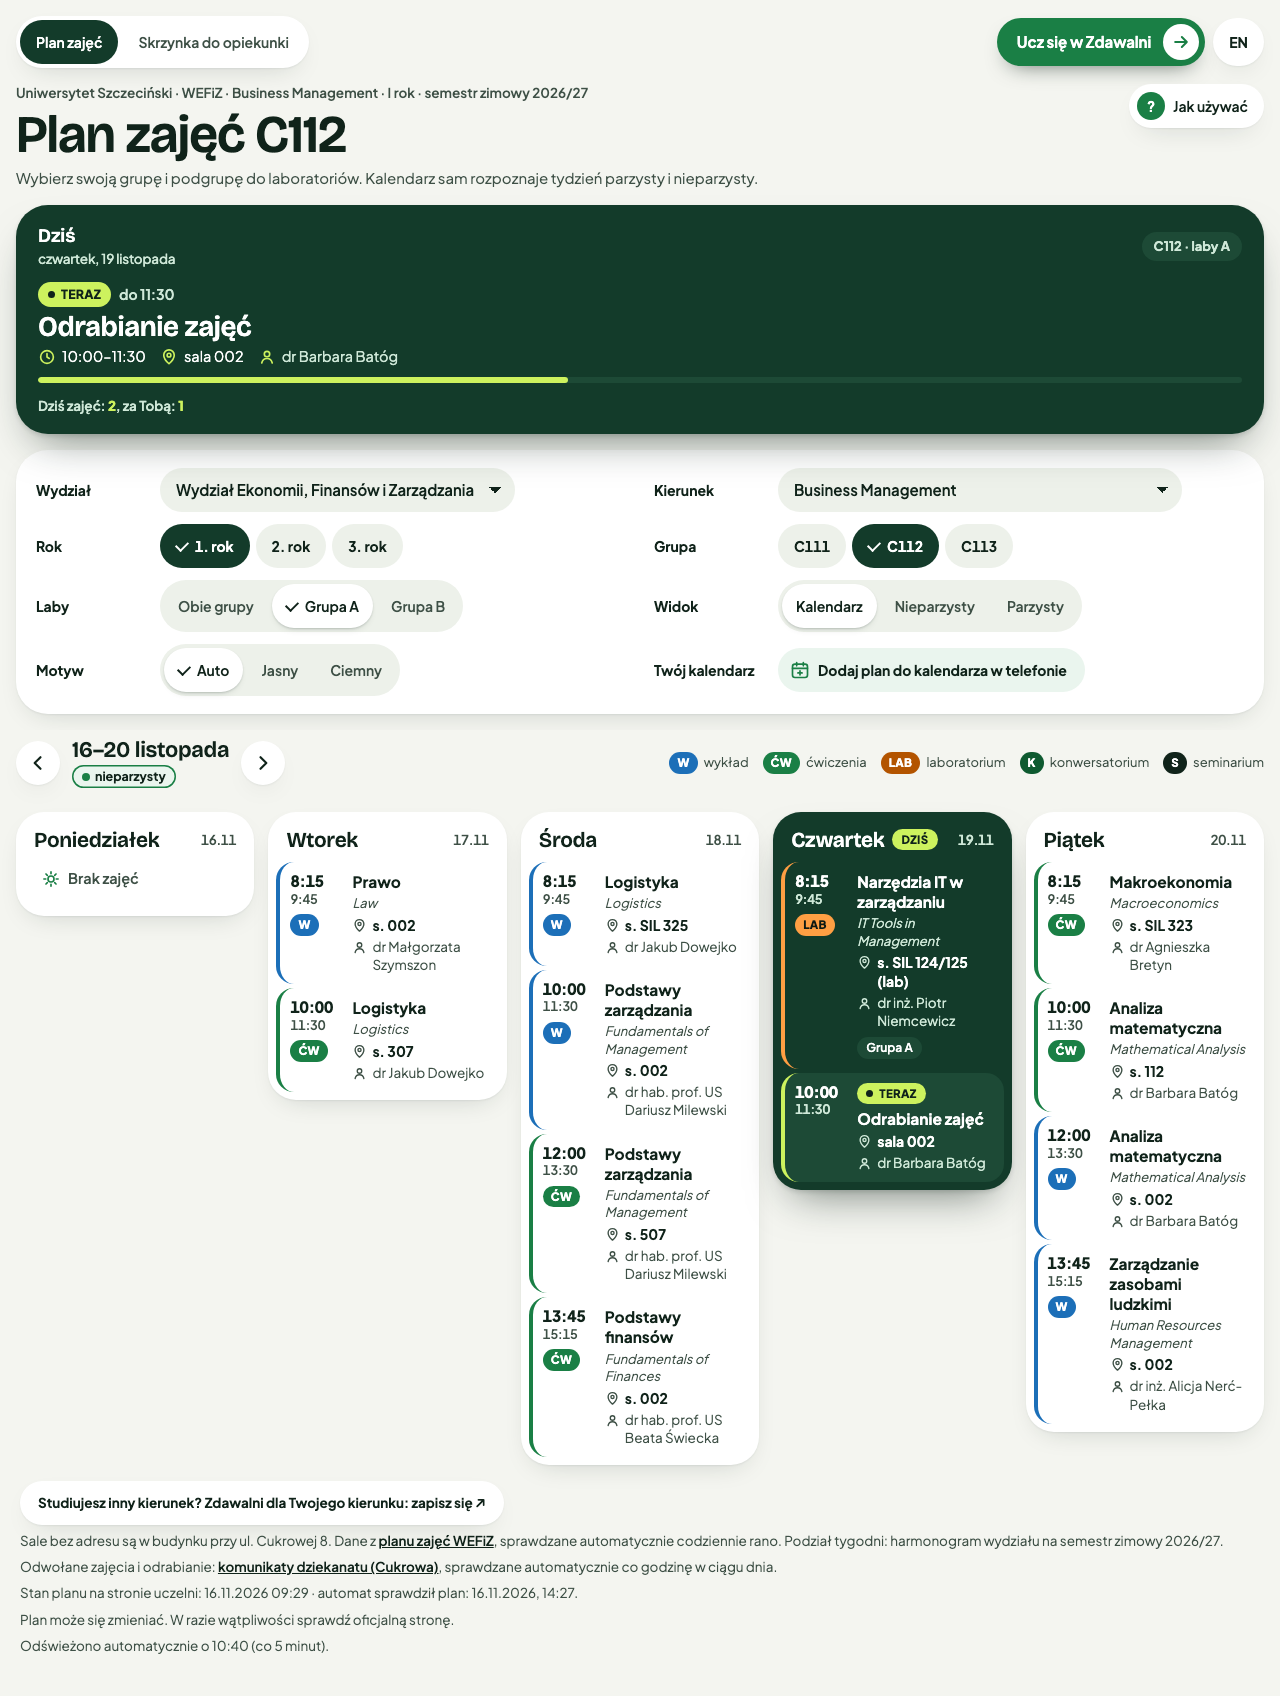 Plan zajęć
Skrzynka do opiekunki
Ucz się w Zdawalni
EN
Uniwersytet Szczeciński · WEFiZ · Business Management · I rok · semestr zimowy 2026/27
Plan zajęć C112
? Jak używać
Wybierz swoją grupę i podgrupę do laboratoriów. Kalendarz sam rozpoznaje tydzień parzysty i nieparzysty.
Dziś
czwartek, 19 listopada
C112 · laby A
TERAZ do 11:30
Odrabianie zajęć
10:00–11:30 sala 002 dr Barbara Batóg
Dziś zajęć: 2, za Tobą: 1
Wydział
Wydział Ekonomii, Finansów i Zarządzania
Kierunek
Business Management
Rok
1. rok 2. rok 3. rok
Grupa
C111 C112 C113
Laby
Obie grupy Grupa A Grupa B
Widok
Kalendarz Nieparzysty Parzysty
Motyw
Auto Jasny Ciemny
Twój kalendarz
Dodaj plan do kalendarza w telefonie
16–20 listopada
nieparzysty
W wykład ĆW ćwiczenia LAB laboratorium K konwersatorium S seminarium
Poniedziałek 16.11
Brak zajęć
Wtorek 17.11
8:15 Prawo
9:45 Law
W s. 002
dr Małgorzata
Szymszon
10:00 Logistyka
11:30 Logistics
ĆW s. 307
dr Jakub Dowejko
Środa 18.11
8:15 Logistyka
9:45 Logistics
W s. SIL 325
dr Jakub Dowejko
10:00 Podstawy
11:30 zarządzania
W Fundamentals of
Management
s. 002
dr hab. prof. US
Dariusz Milewski
12:00 Podstawy
13:30 zarządzania
ĆW Fundamentals of
Management
s. 507
dr hab. prof. US
Dariusz Milewski
13:45 Podstawy
15:15 finansów
ĆW Fundamentals of
Finances
s. 002
dr hab. prof. US
Beata Świecka
Czwartek DZIŚ 19.11
8:15 Narzędzia IT w
9:45 zarządzaniu
LAB IT Tools in
Management
s. SIL 124/125
(lab)
dr inż. Piotr
Niemcewicz
Grupa A
10:00 TERAZ
11:30 Odrabianie zajęć
sala 002
dr Barbara Batóg
Piątek 20.11
8:15 Makroekonomia
9:45 Macroeconomics
ĆW s. SIL 323
dr Agnieszka
Bretyn
10:00 Analiza
11:30 matematyczna
ĆW Mathematical Analysis
s. 112
dr Barbara Batóg
12:00 Analiza
13:30 matematyczna
W Mathematical Analysis
s. 002
dr Barbara Batóg
13:45 Zarządzanie
15:15 zasobami
W ludzkimi
Human Resources
Management
s. 002
dr inż. Alicja Nerć-
Pełka
Studiujesz inny kierunek? Zdawalni dla Twojego kierunku: zapisz się ↗
Sale bez adresu są w budynku przy ul. Cukrowej 8. Dane z planu zajęć WEFiZ, sprawdzane automatycznie codziennie rano. Podział tygodni: harmonogram wydziału na semestr zimowy 2026/27.
Odwołane zajęcia i odrabianie: komunikaty dziekanatu (Cukrowa), sprawdzane automatycznie co godzinę w ciągu dnia.
Stan planu na stronie uczelni: 16.11.2026 09:29 · automat sprawdził plan: 16.11.2026, 14:27.
Plan może się zmieniać. W razie wątpliwości sprawdź oficjalną stronę.
Odświeżono automatycznie o 10:40 (co 5 minut).